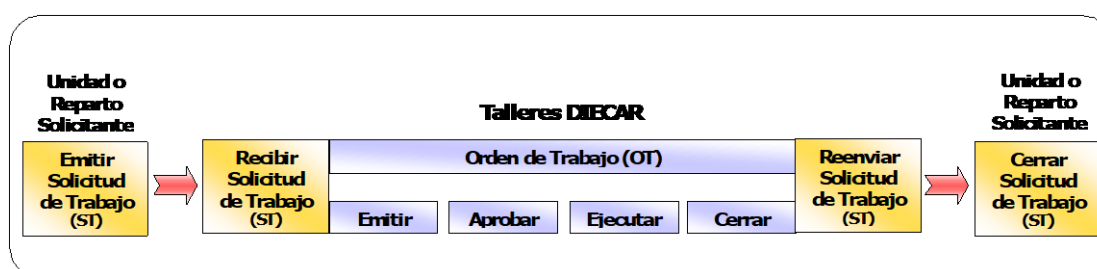 Unidad o
Reparto
Solicitante
Emitir
Solicitud
de Trabajo
(ST)
Talleres DIECAR
Recibir
Solicitud
de Trabajo
(ST)
Orden de Trabajo (OT)
Emitir
Aprobar
Ejecutar
Cerrar
Reenviar
Solicitud
de Trabajo
(ST)
Unidad o
Reparto
Solicitante
Cerrar
Solicitud
de Trabajo
(ST)